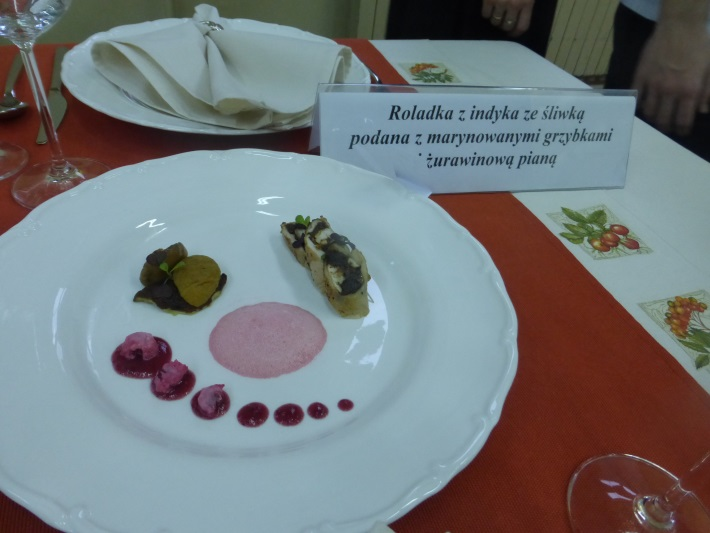 Roladka z indyka ze śliwką
podana z marynowanymi grzybkami
i żurawinową pianą